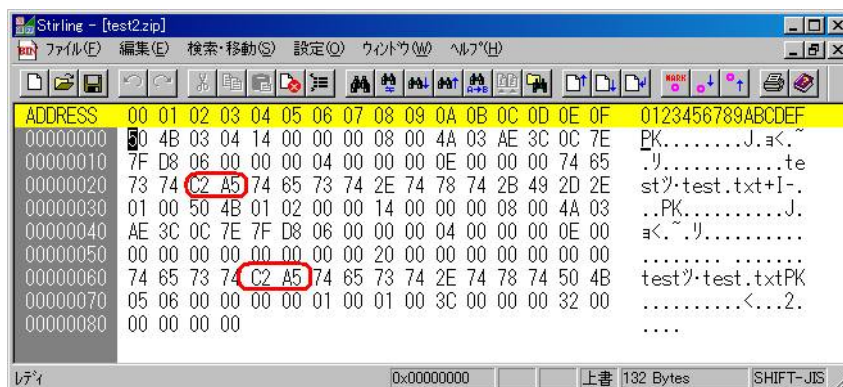 Stirling - [test2.zip]
ファイル(F) 編集(E) 検索・移動(S) 設定(O) ウィンドウ(W) ヘルプ(H)
MARK A→B
ADDRESS 00 01 02 03 04 05 06 07 08 09 0A 0B 0C 0D 0E 0F 0123456789ABCDEF
00000000 50 4B 03 04 14 00 00 00 08 00 4A 03 AE 3C 0C 7E PK........J.ョ<.~
00000010 7F D8 06 00 00 00 04 00 00 00 0E 00 00 00 74 65 .リ............te
00000020 73 74 C2 A5 74 65 73 74 2E 74 78 74 2B 49 2D 2E stツ・test.txt+I-.
00000030 01 00 50 4B 01 02 00 00 14 00 00 00 08 00 4A 03 ..PK..........J.
00000040 AE 3C 0C 7E 7F D8 06 00 00 00 04 00 00 00 0E 00 ョ<.~.リ..........
00000050 00 00 00 00 00 00 00 00 20 00 00 00 00 00 00 00 ........ .......
00000060 74 65 73 74 C2 A5 74 65 73 74 2E 74 78 74 50 4B testツ・test.txtPK
00000070 05 06 00 00 00 00 01 00 01 00 3C 00 00 00 32 00 ..........<...2.
00000080 00 00 00 00 ....
レディ 0x00000000 上書 132 Bytes SHIFT-JIS